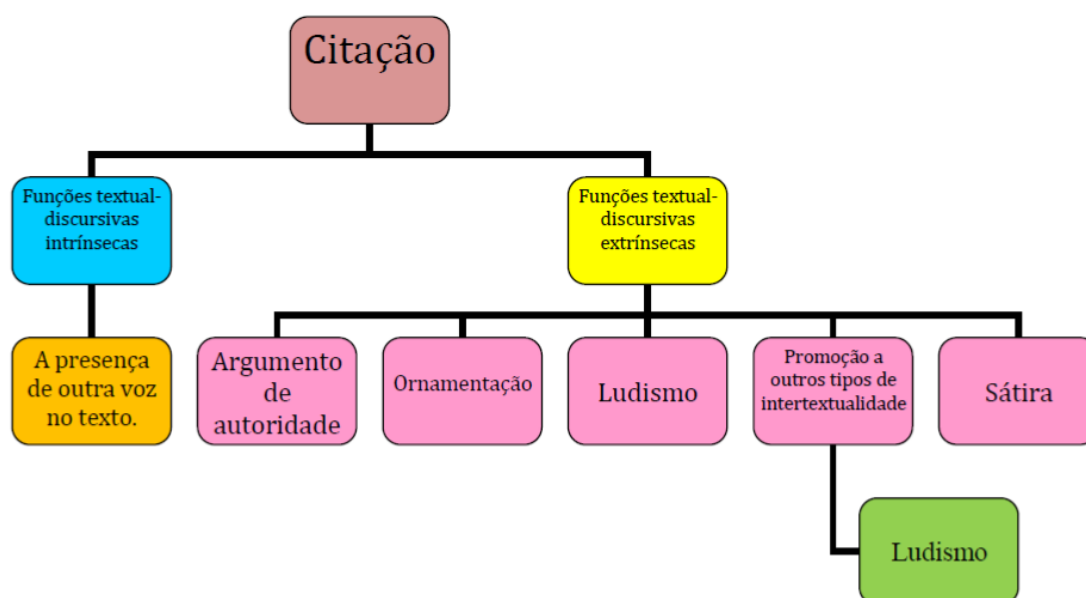 Citação
Funções textual-
discursivas
intrínsecas
Funções textual-
discursivas
extrínsecas
A presença
de outra voz
no texto.
Argumento
de
autoridade
Ornamentação
Ludismo
Promoção a
outros tipos de
intertextualidade
Sátira
Ludismo